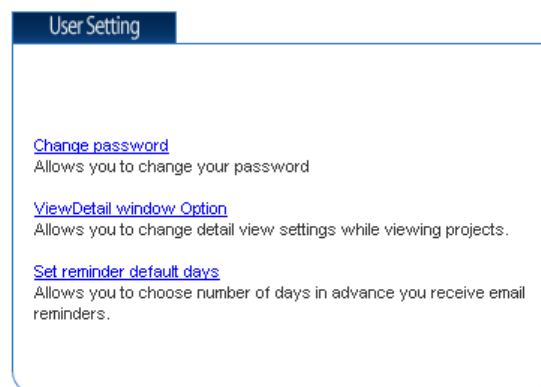 User Setting
Change password
Allows you to change your password
ViewDetail window Option
Allows you to change detail view settings while viewing projects.
Set reminder default days
Allows you to choose number of days in advance you receive email
reminders.